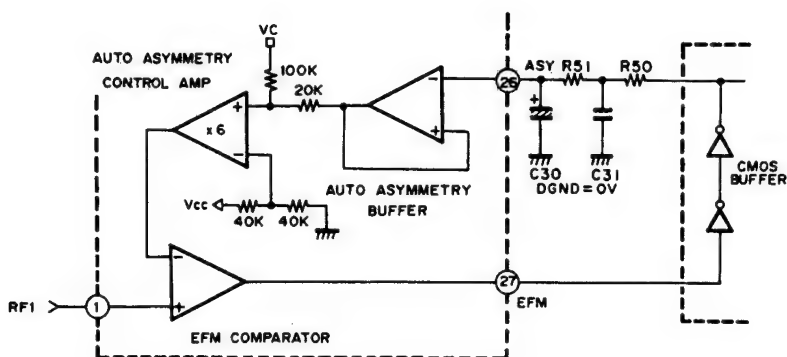 VC
AUTO ASYMMETRY
CONTROL AMP
100K
20K
+
x 6
−
−
+
AUTO ASYMMETRY
BUFFER
Vcc
40K
40K
26
ASY
R51
R50
+
C30
C31
DGND=0V
CMOS
BUFFER
−
+
RF1
1
27
EFM
EFM COMPARATOR